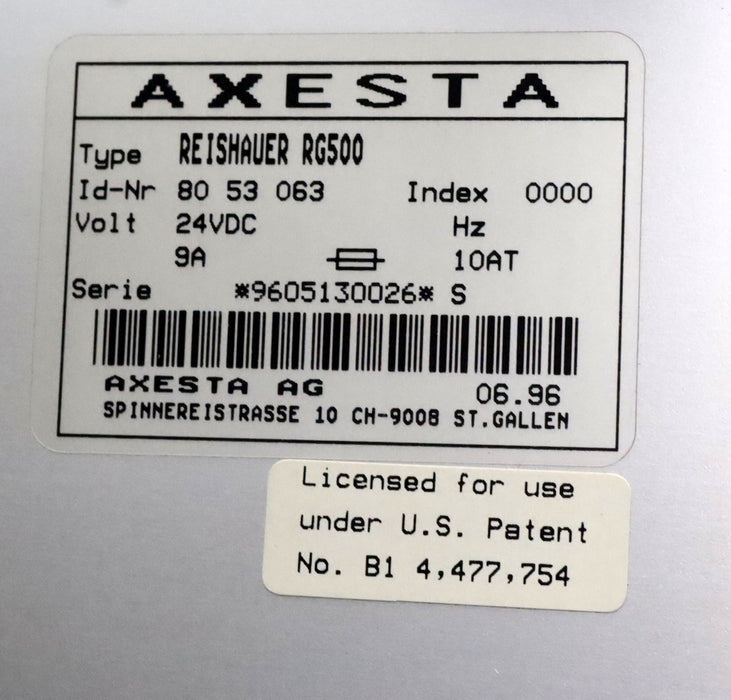 AXESTA
Type REISHAUER RG500
Id-Nr 80 53 063 Index 0000
Volt 24VDC Hz
9A 10AT
Serie *9605130026* S
AXESTA AG 06.96
SPINNEREISTRASSE 10 CH-9008 ST.GALLEN
Licensed for use
under U.S. Patent
No. B1 4,477,754